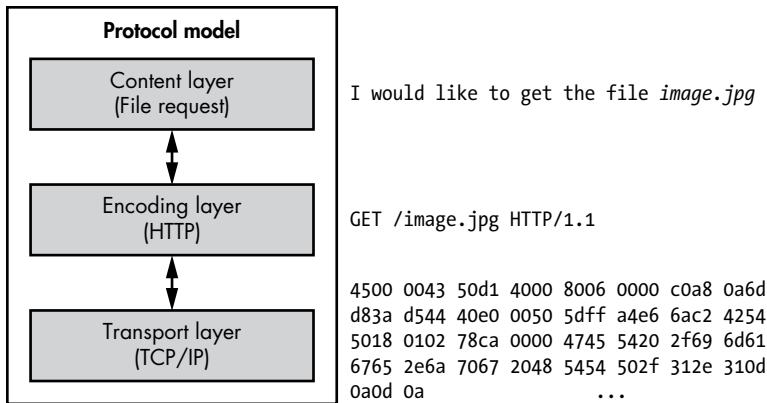 Protocol model
Content layer
(File request)
I would like to get the file image.jpg
Encoding layer
(HTTP)
GET /image.jpg HTTP/1.1
Transport layer
(TCP/IP)
4500 0043 50d1 4000 8006 0000 c0a8 0a6d
d83a d544 40e0 0050 5dff a4e6 6ac2 4254
5018 0102 78ca 0000 4745 5420 2f69 6d61
6765 2e6a 7067 2048 5454 502f 312e 310d
0a0d 0a ...